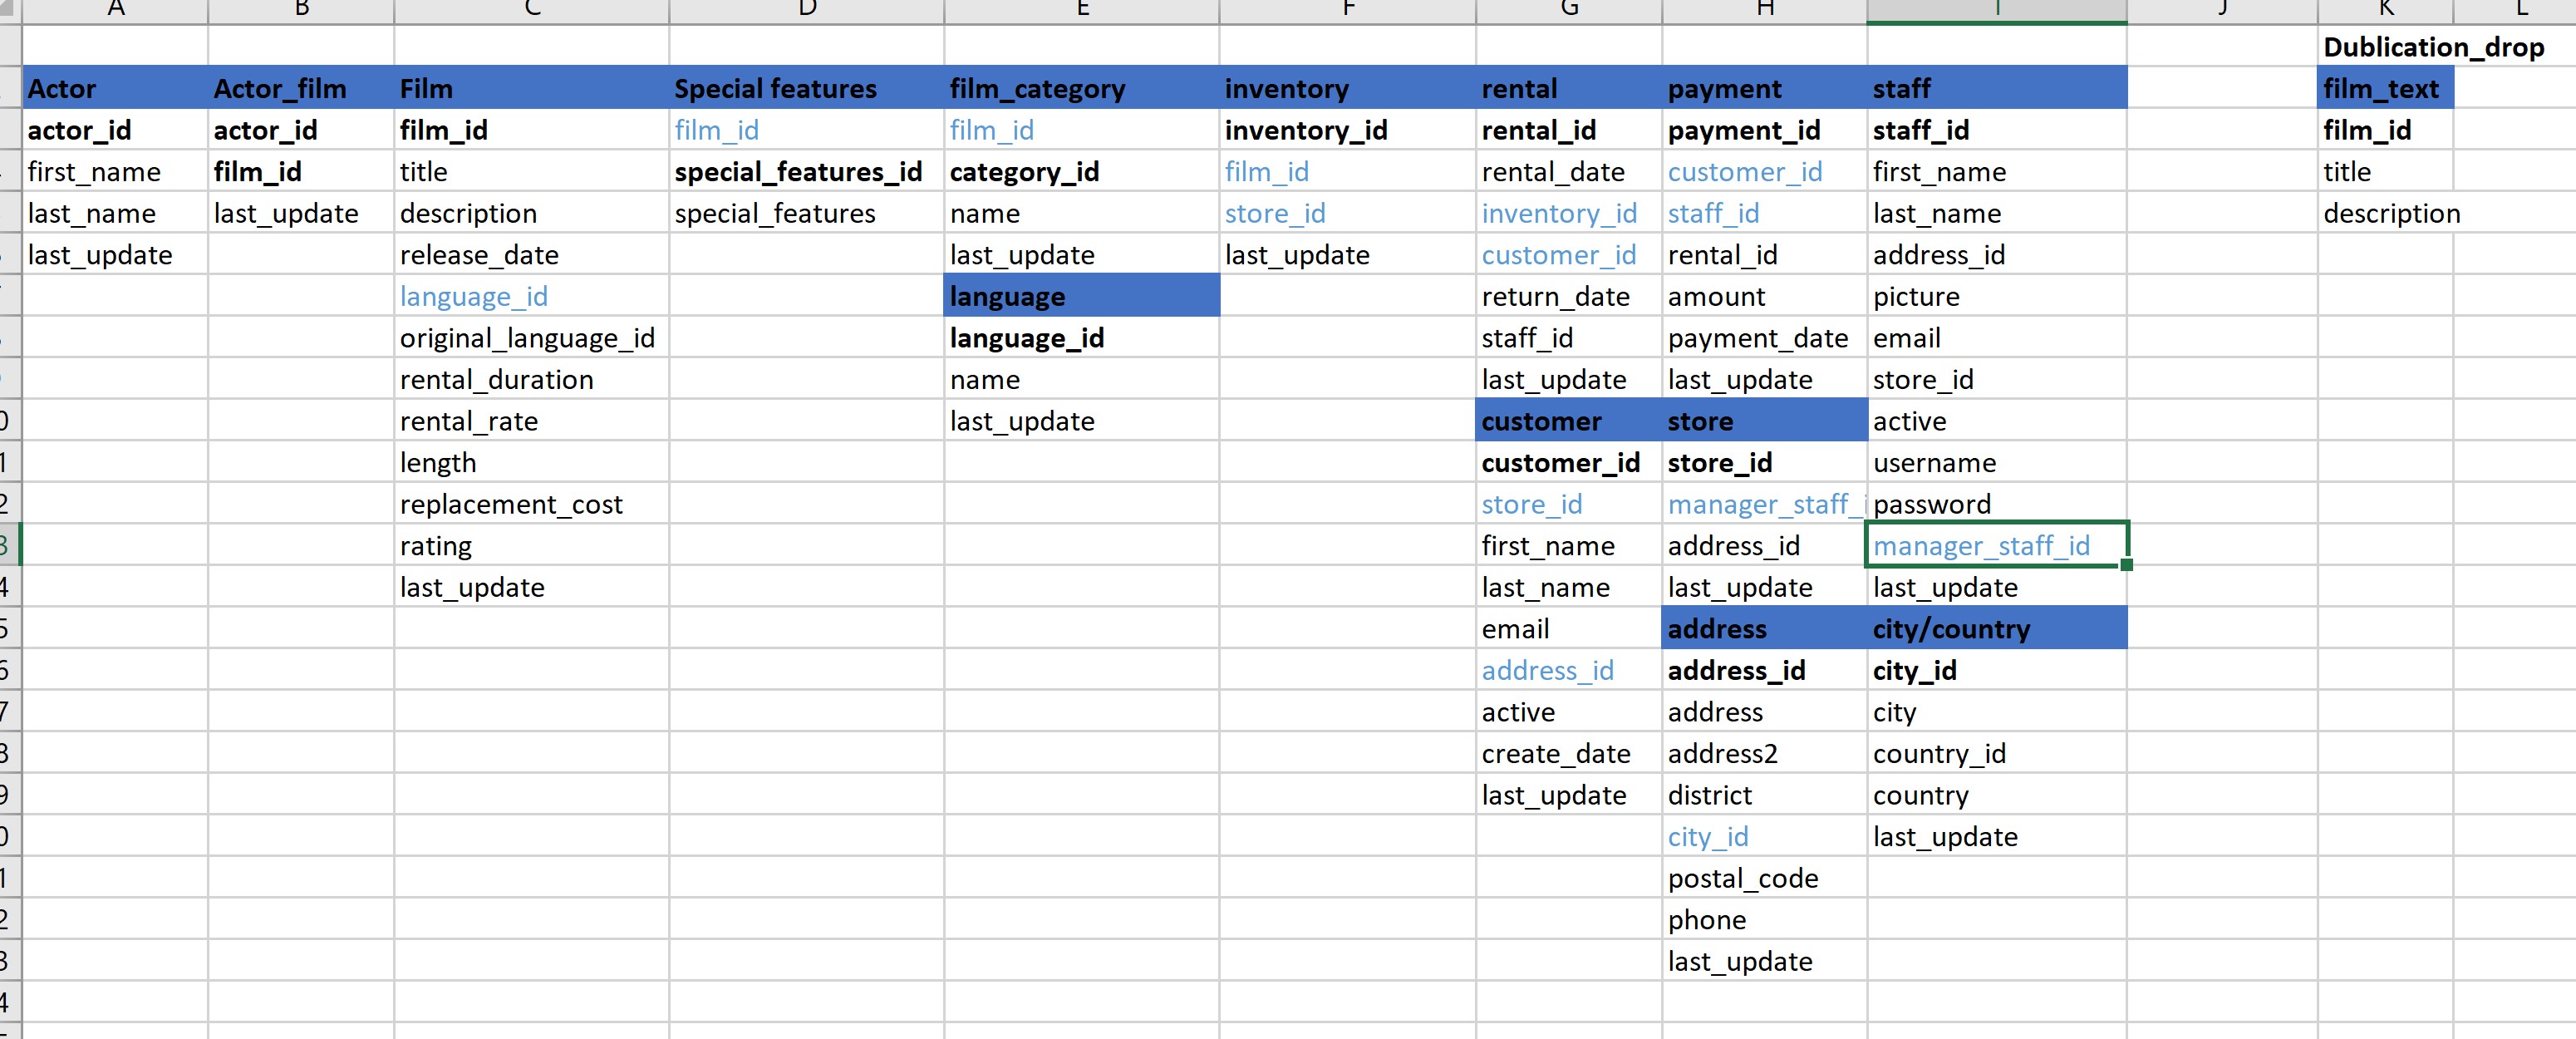 A B C D E F G H I J K L
Dublication_drop
Actor Actor_film Film Special features film_category inventory rental payment staff film_text
actor_id actor_id film_id film_id film_id inventory_id rental_id payment_id staff_id film_id
first_name film_id title special_features_id category_id film_id rental_date customer_id first_name title
last_name last_update description special_features name store_id inventory_id staff_id last_name description
last_update release_date last_update last_update customer_id rental_id address_id
language_id language return_date amount picture
original_language_id language_id staff_id payment_date email
rental_duration name last_update last_update store_id
rental_rate last_update customer store active
length customer_id store_id username
replacement_cost store_id manager_staff_i password
rating first_name address_id manager_staff_id
last_update last_name last_update last_update
email address city/country
address_id address_id city_id
active address city
create_date address2 country_id
last_update district country
city_id last_update
postal_code
phone
last_update